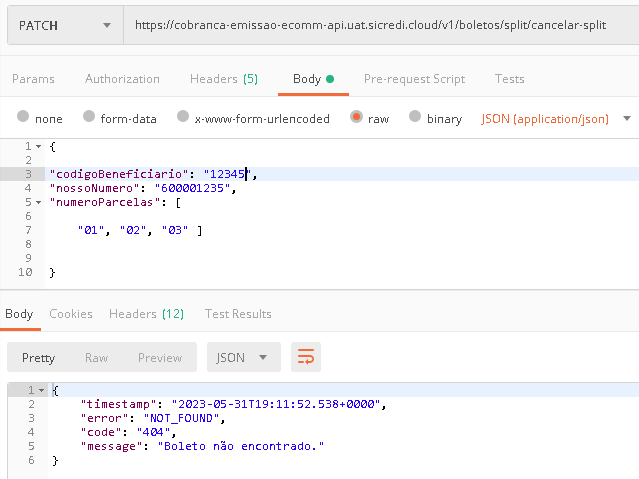 PATCH https://cobranca-emissao-ecomm-api.uat.sicredi.cloud/v1/boletos/split/cancelar-split
Params Authorization Headers (5) Body Pre-request Script Tests
none form-data x-www-form-urlencoded raw binary JSON (application/json)
1 {
2
3 "codigoBeneficiario": "12345",
4 "nossoNumero": "600001235",
5 "numeroParcelas": [
6
7 "01", "02", "03" ]
8
9
10 }
Body Cookies Headers (12) Test Results
Pretty Raw Preview JSON
1 {
2 "timestamp": "2023-05-31T19:11:52.538+0000",
3 "error": "NOT_FOUND",
4 "code": "404",
5 "message": "Boleto não encontrado."
6 }